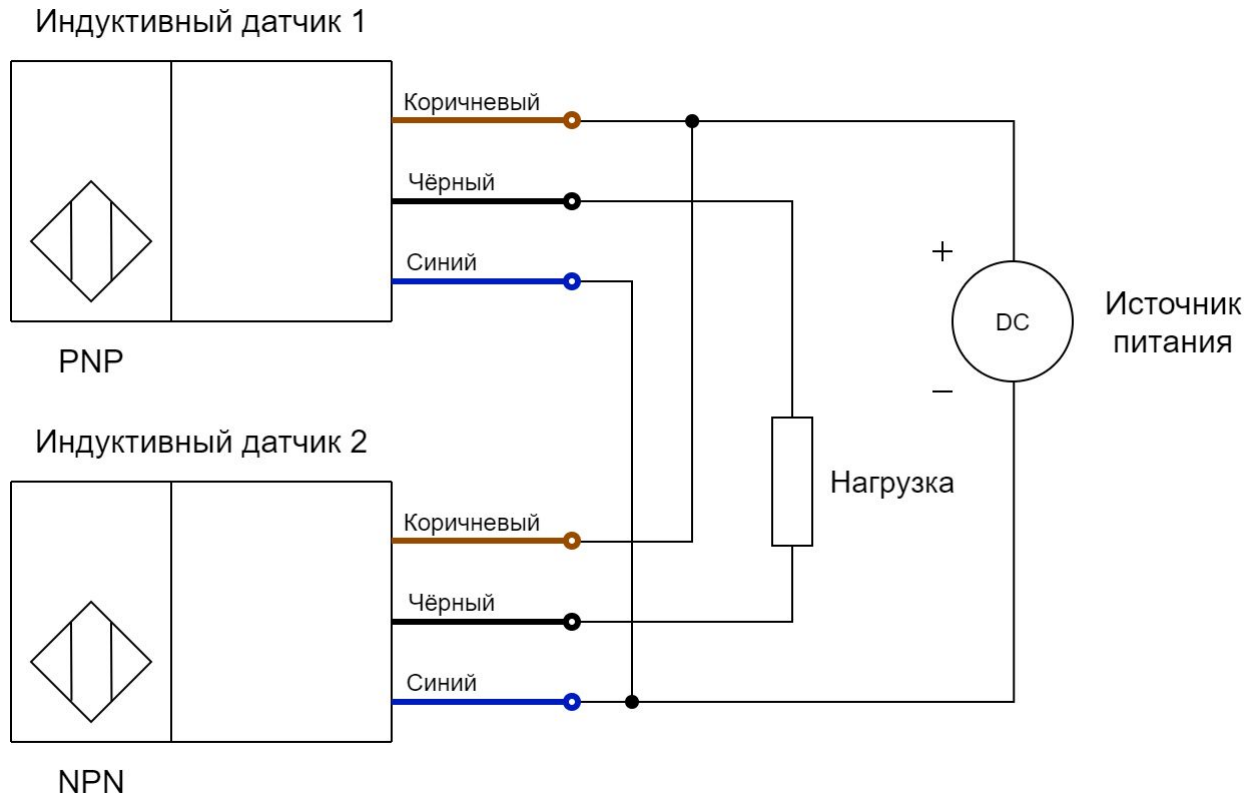 Индуктивный датчик 1
Коричневый
Чёрный
Синий
PNP
+
DC
−
Источник
питания
Индуктивный датчик 2
Нагрузка
Коричневый
Чёрный
Синий
NPN